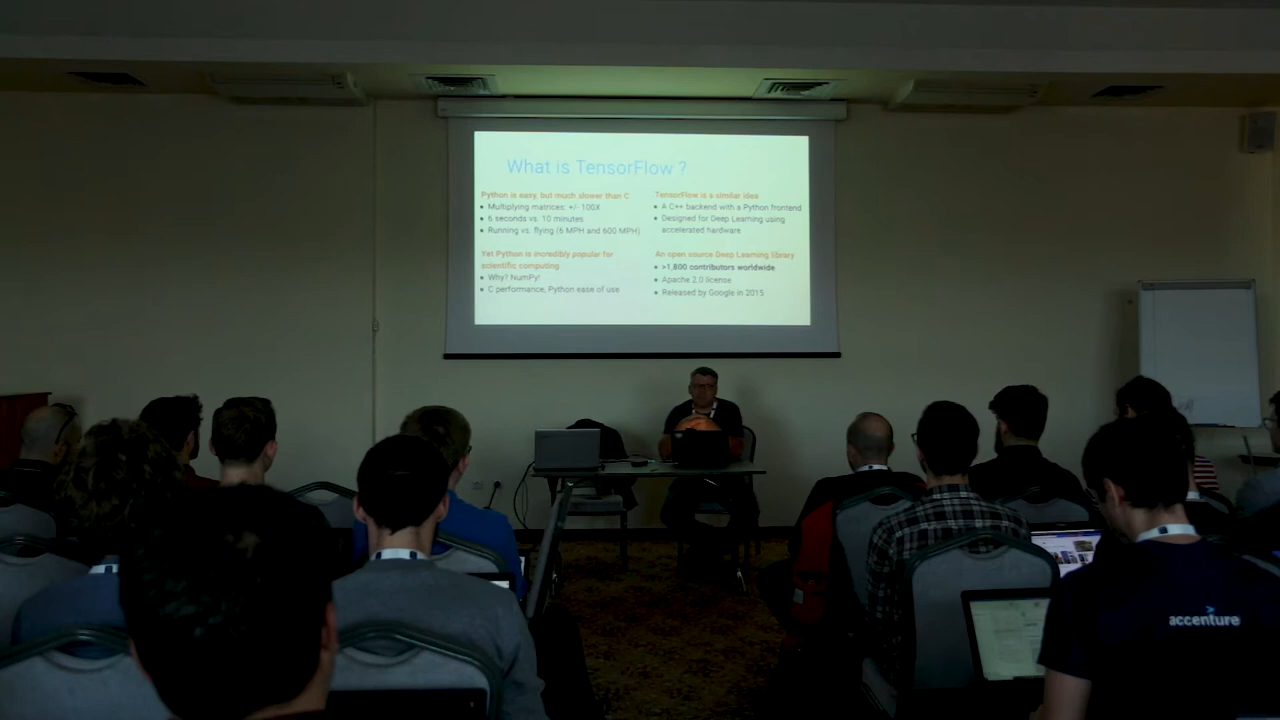 What is TensorFlow ?
Python is easy, but much slower than C.
• Multiplying matrices: +/- 100X
• 6 seconds vs. 10 minutes
• Running vs. flying (6 MPH and 600 MPH)
Yet Python is incredibly popular for
scientific computing
• Why? NumPy!
• C performance, Python ease of use
TensorFlow is a similar idea
• A C++ backend with a Python frontend
• Designed for Deep Learning using
accelerated hardware
An open source Deep Learning library
• >1,800 contributors worldwide
• Apache 2.0 license
• Released by Google in 2015
accenture